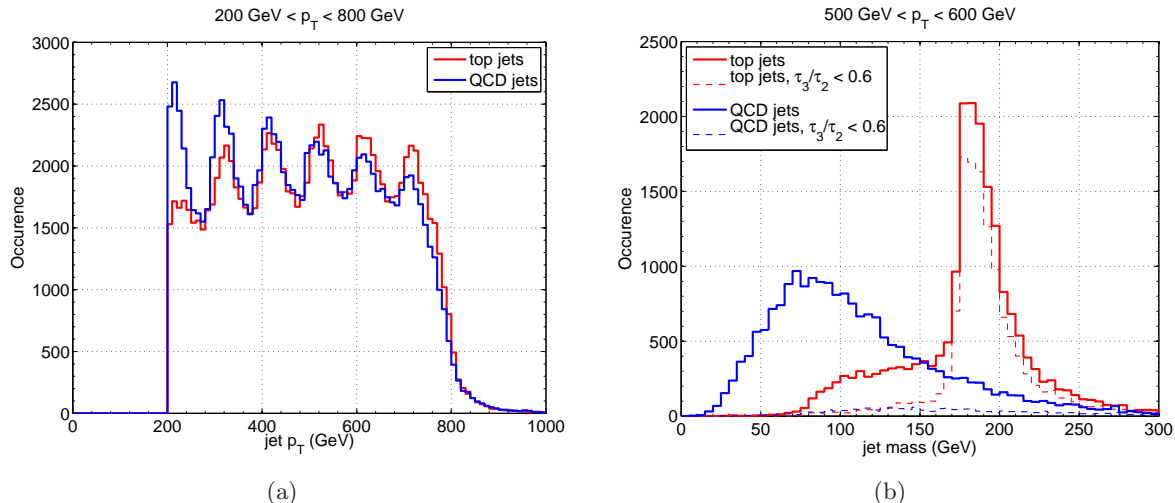 200 GeV < p_T < 800 GeV
3000
2500
2000
1500
1000
500
0
Occurence
top jets
QCD jets
0 200 400 600 800 1000
jet p_T (GeV)
(a)
500 GeV < p_T < 600 GeV
2500
2000
1500
1000
500
0
Occurence
top jets
top jets, τ_3/τ_2 < 0.6
QCD jets
QCD jets, τ_3/τ_2 < 0.6
0 50 100 150 200 250 300
jet mass (GeV)
(b)